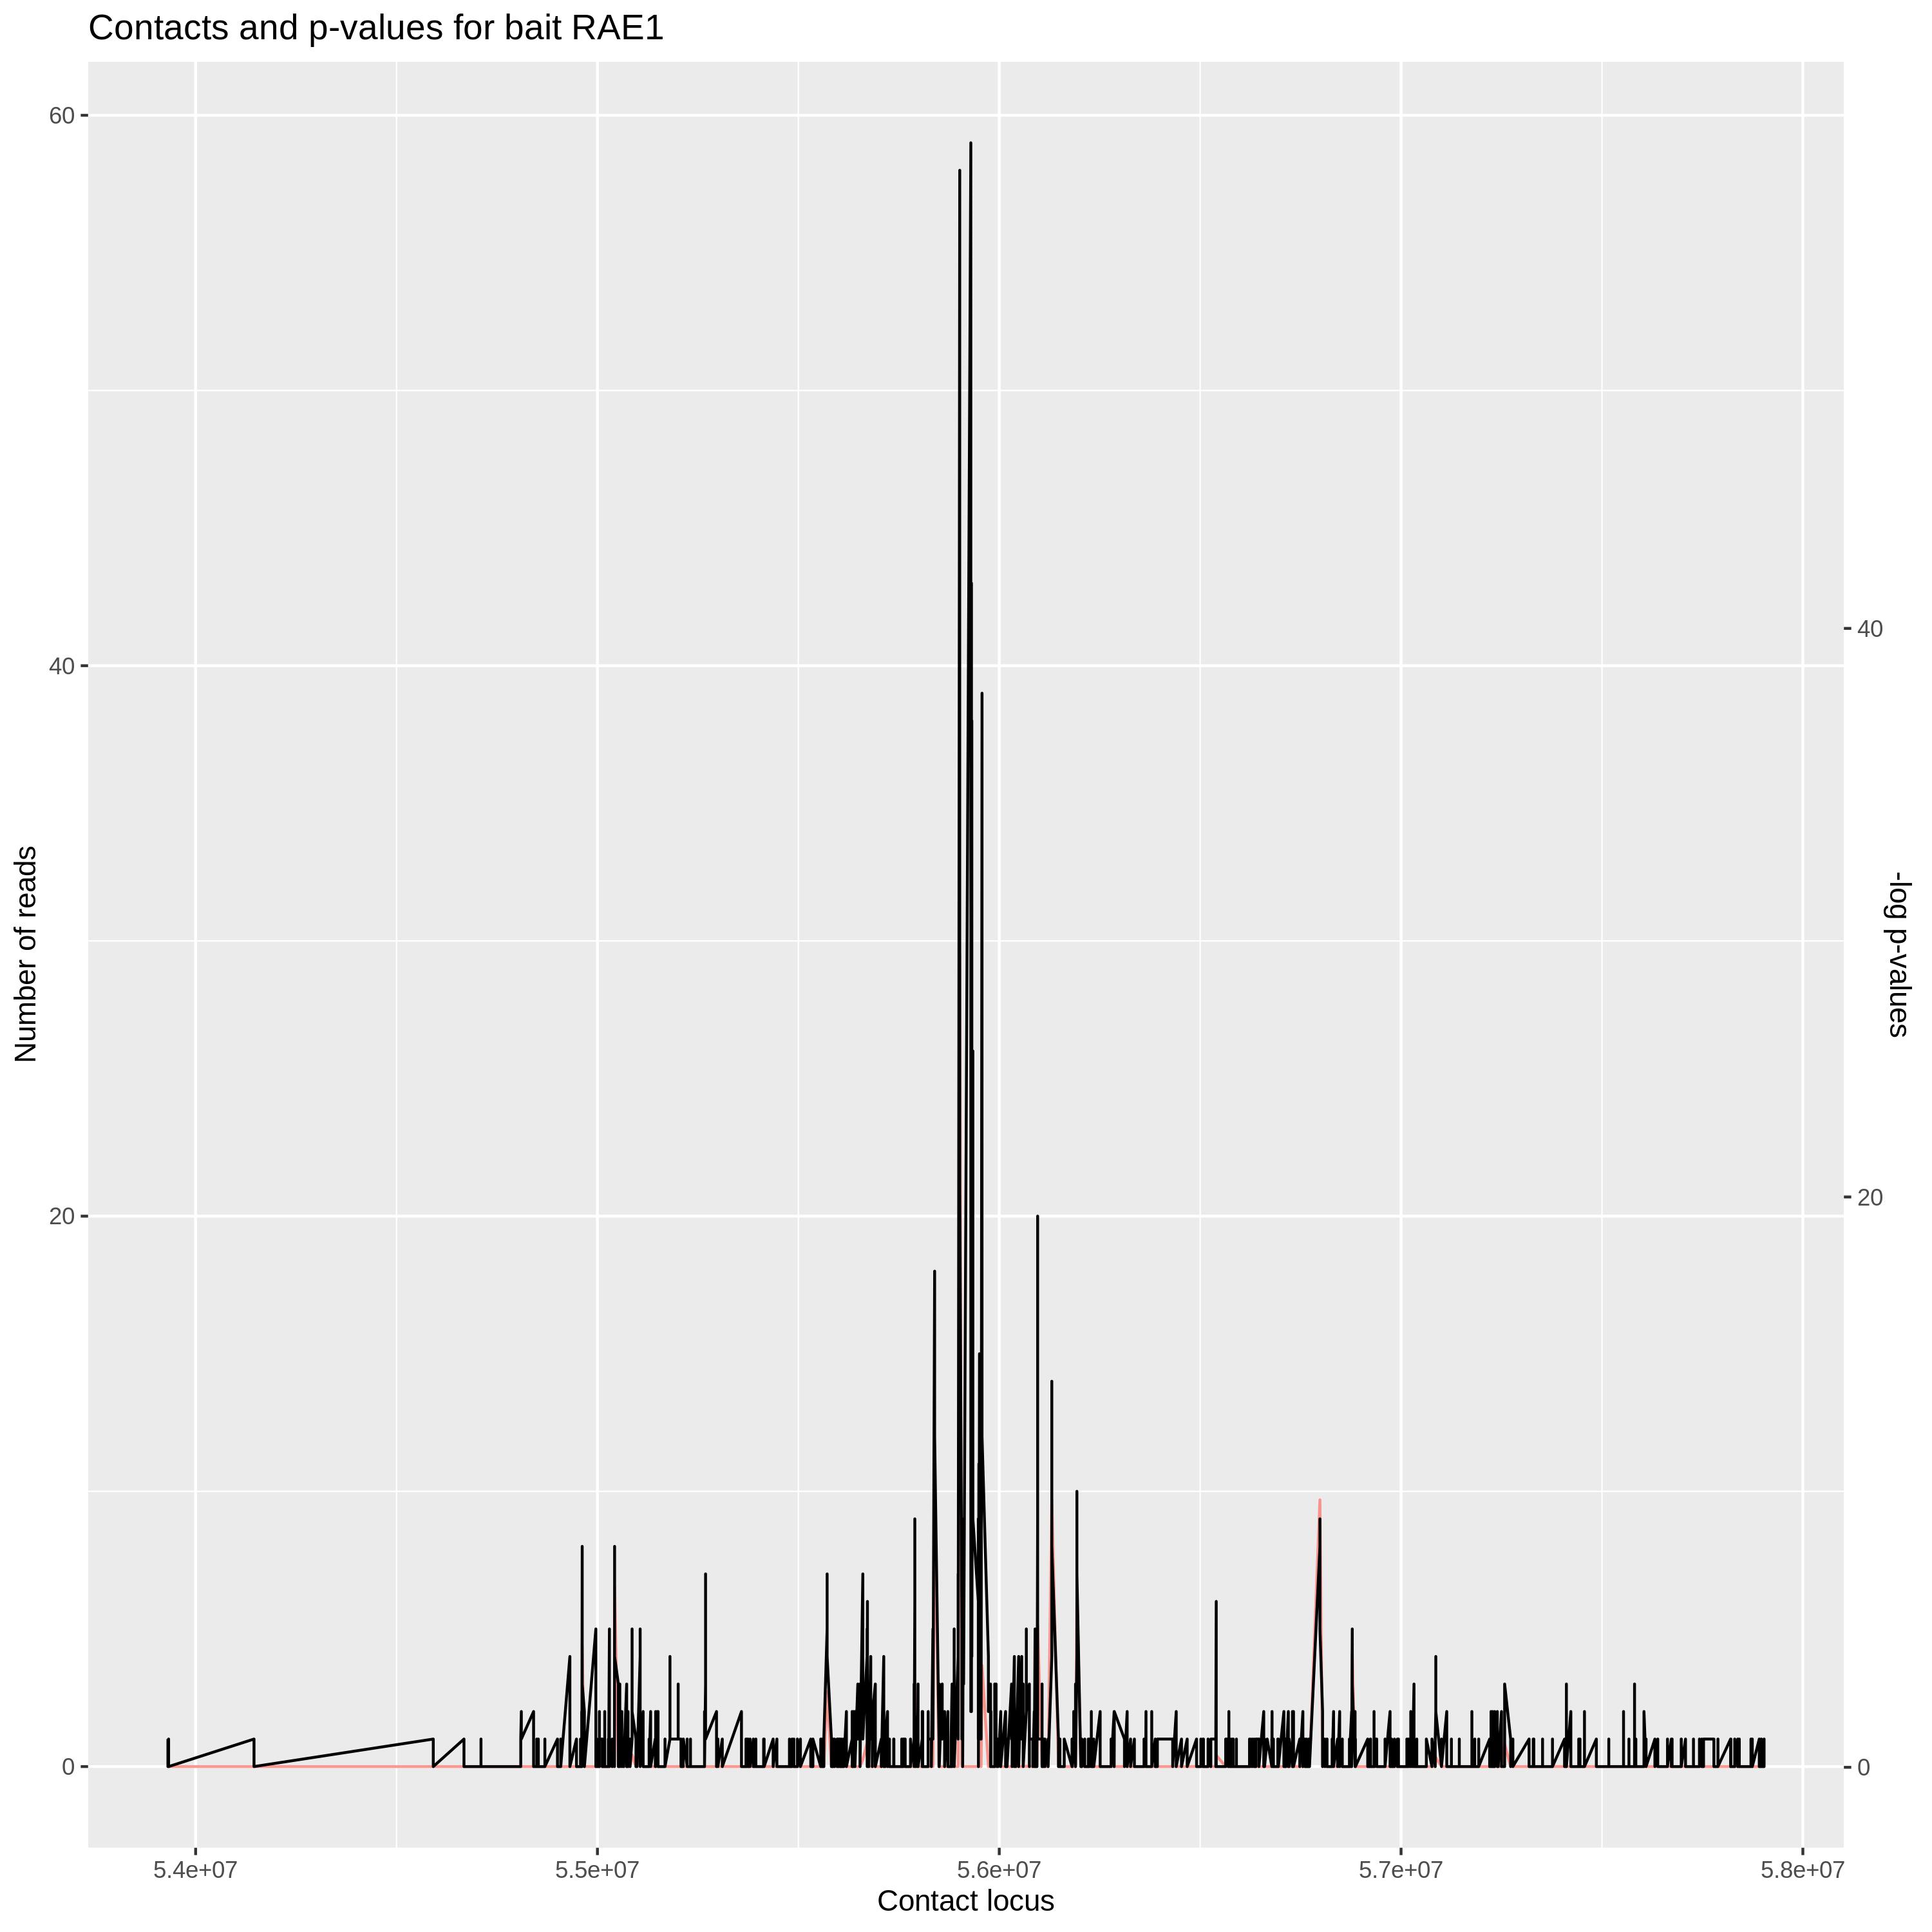 Contacts and p-values for bait RAE1
60
40
20
0
40
20
0
Number of reads
-log p-values
5.4e+07 5.5e+07 5.6e+07 5.7e+07 5.8e+07
Contact locus